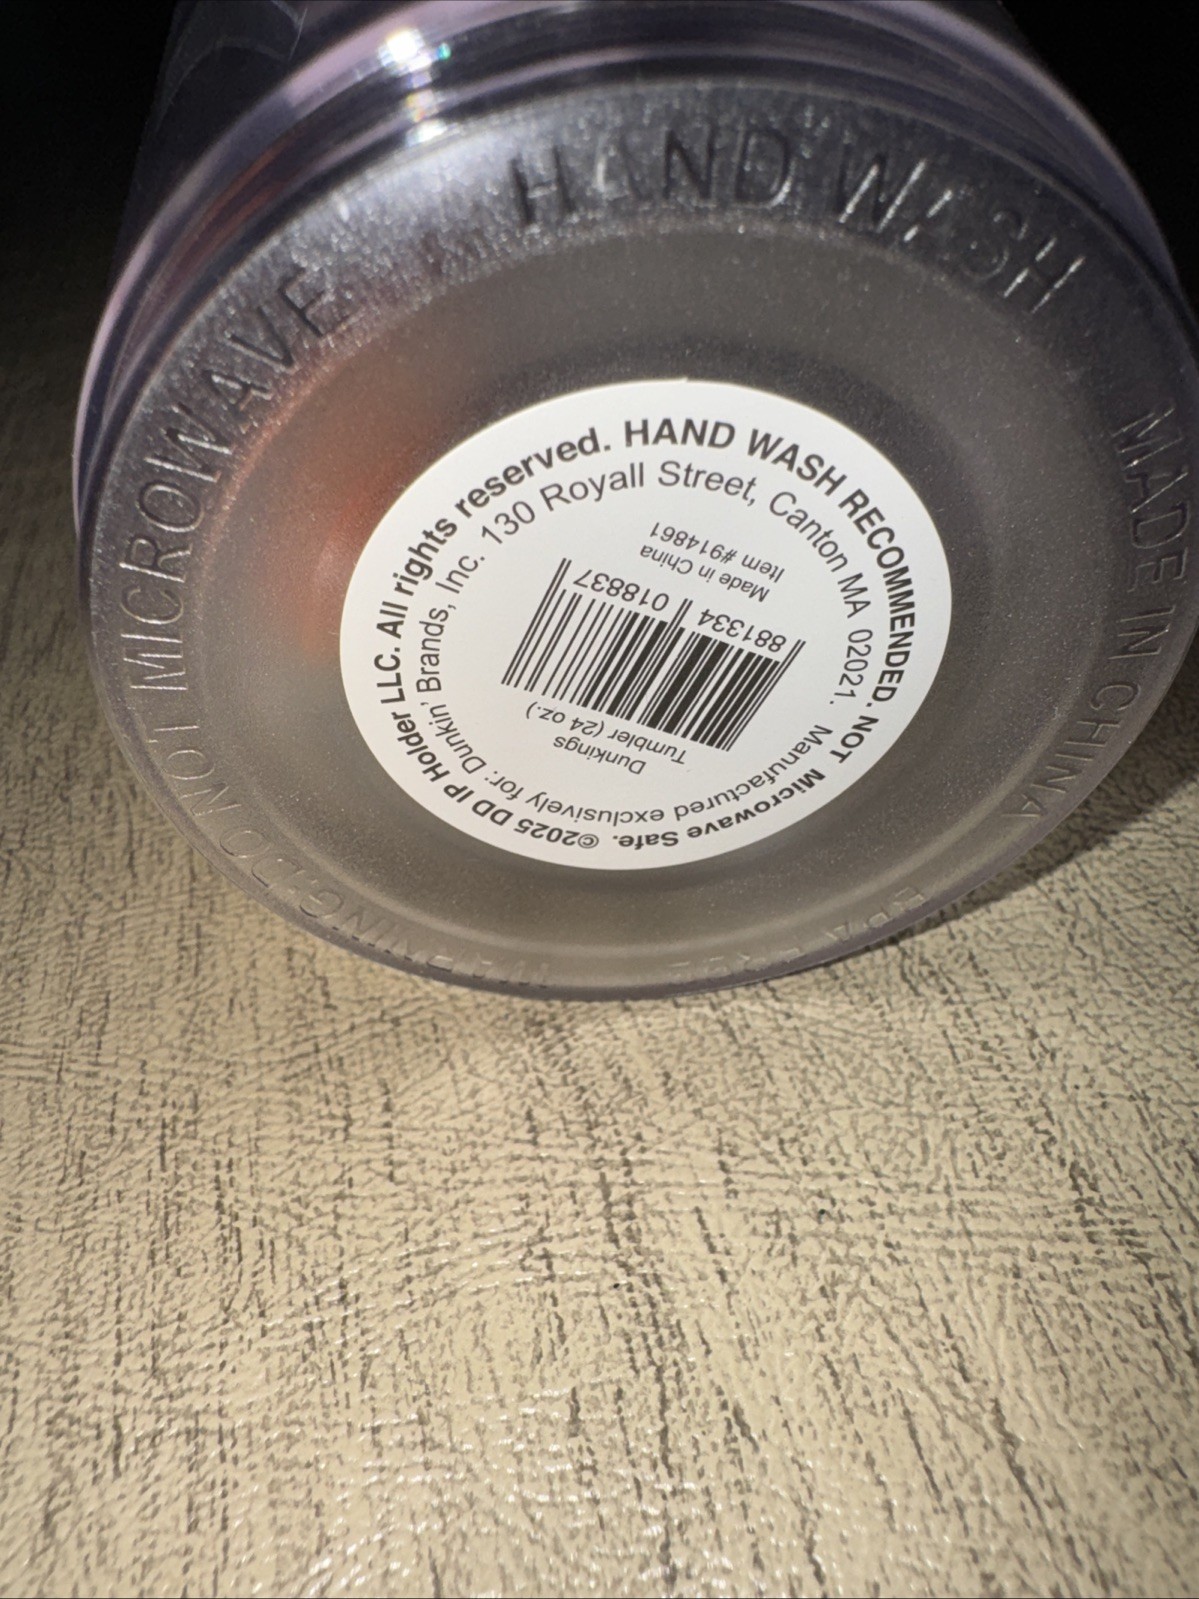 WARNING: DO NOT MICROWAVE
HAND WASH
MADE IN CHINA
©2025 DD IP Holder LLC. All rights reserved. HAND WASH RECOMMENDED. NOT Microwave Safe.
Manufactured exclusively for: Dunkin' Brands, Inc. 130 Royall Street, Canton MA 02021.
Dunkings
Tumbler (24 oz.)
881334 018837
Made in China
Item #914861